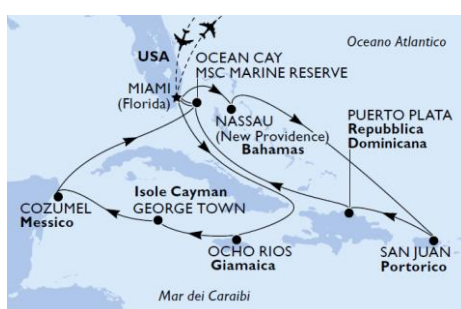 Oceano Atlantico
USA
OCEAN CAY
MSC MARINE RESERVE
MIAMI
(Florida)
NASSAU
(New Providence)
Bahamas
PUERTO PLATA
Repubblica
Dominicana
Isole Cayman
GEORGE TOWN
COZUMEL
Messico
OCHO RIOS
Giamaica
SAN JUAN
Portorico
Mar dei Caraibi